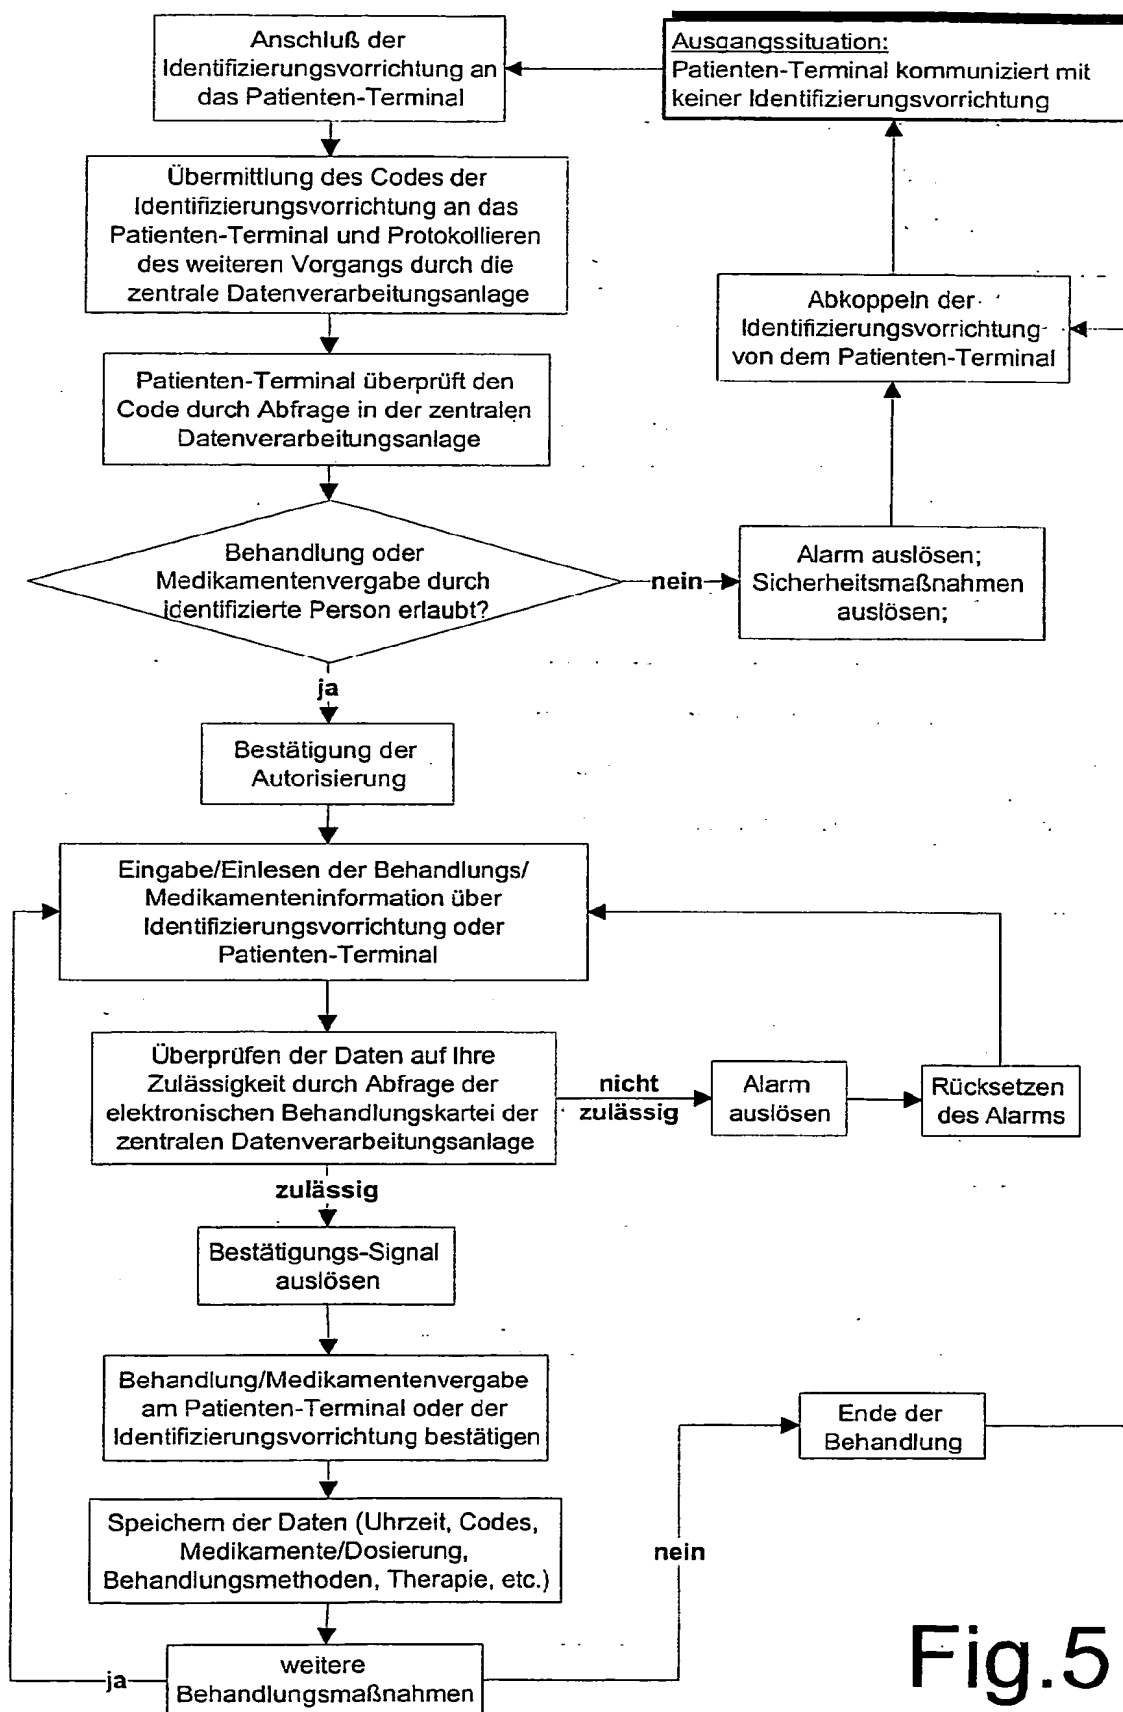 Ausgangssituation:
Patienten-Terminal kommuniziert mit
keiner Identifizierungsvorrichtung
Anschluß der
Identifizierungsvorrichtung an
das Patienten-Terminal
Übermittlung des Codes der
Identifizierungsvorrichtung an das
Patienten-Terminal und Protokollieren
des weiteren Vorgangs durch die
zentrale Datenverarbeitungsanlage
Patienten-Terminal überprüft den
Code durch Abfrage in der zentralen
Datenverarbeitungsanlage
Behandlung oder
Medikamentenvergabe durch
identifizierte Person erlaubt?
nein
Alarm auslösen;
Sicherheitsmaßnahmen
auslösen;
Abkoppeln der
Identifizierungsvorrichtung
von dem Patienten-Terminal
ja
Bestätigung der
Autorisierung
Eingabe/Einlesen der Behandlungs/
Medikamenteninformation über
Identifizierungsvorrichtung oder
Patienten-Terminal
Überprüfen der Daten auf Ihre
Zulässigkeit durch Abfrage der
elektronischen Behandlungskartei der
zentralen Datenverarbeitungsanlage
nicht
zulässig
Alarm
auslösen
Rücksetzen
des Alarms
zulässig
Bestätigungs-Signal
auslösen
Behandlung/Medikamentenvergabe
am Patienten-Terminal oder der
Identifizierungsvorrichtung bestätigen
Speichern der Daten (Uhrzeit, Codes,
Medikamente/Dosierung,
Behandlungsmethoden, Therapie, etc.)
weitere
Behandlungsmaßnahmen
ja
nein
Ende der
Behandlung
Fig.5